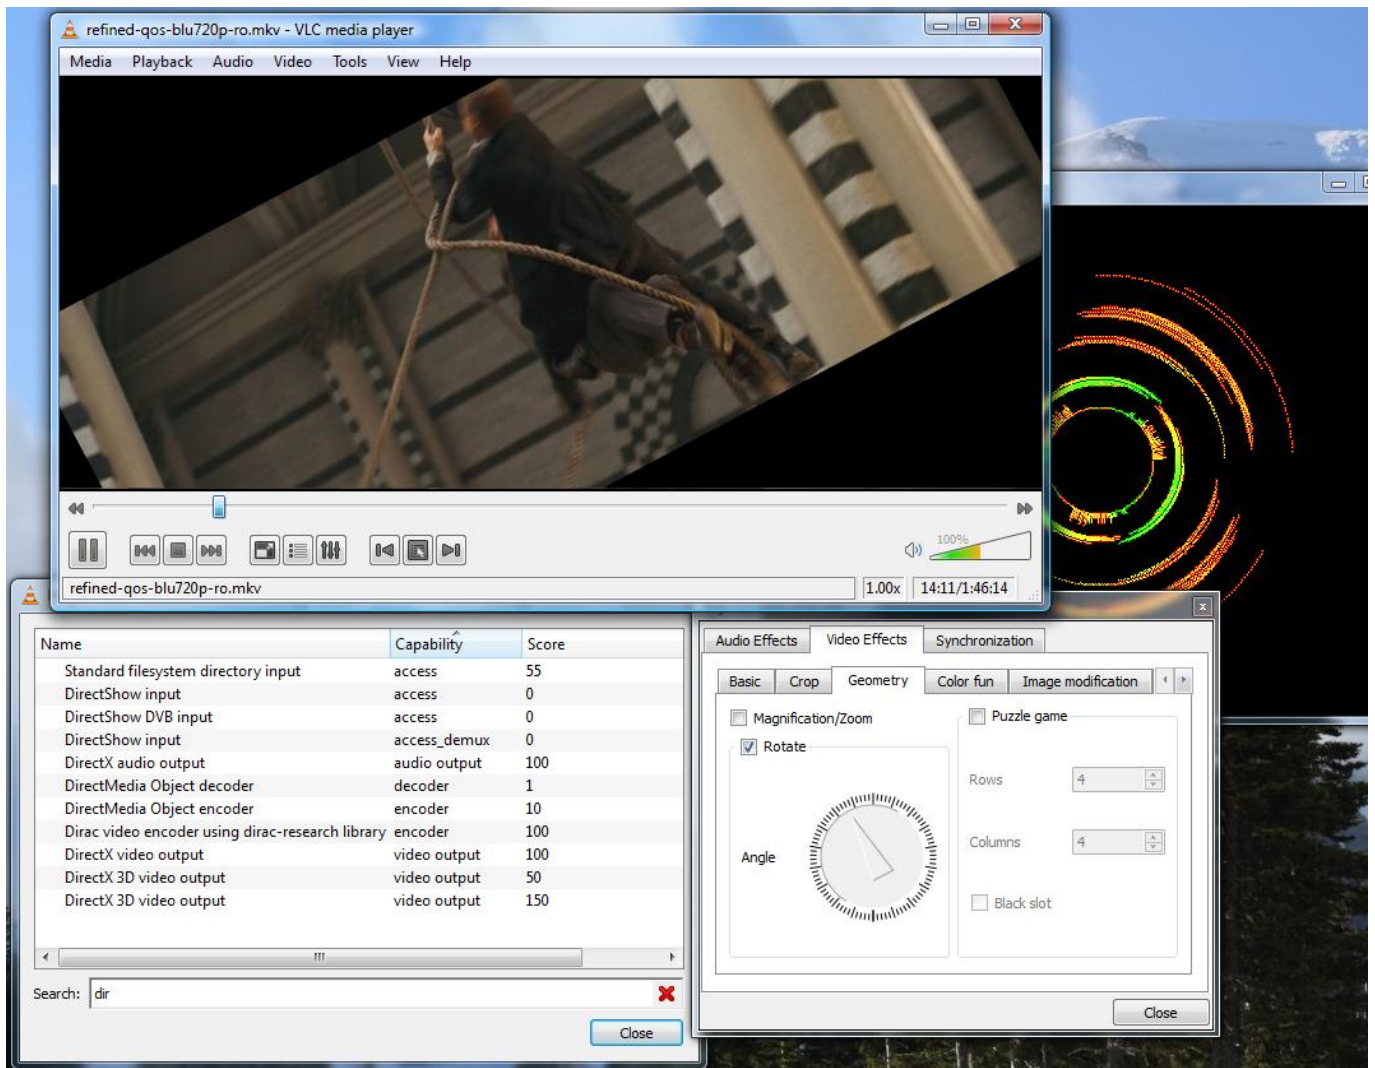 refined-qos-blu720p-ro.mkv - VLC media player
Media Playback Audio Video Tools View Help
100%
refined-qos-blu720p-ro.mkv 1.00x 14:11/1:46:14
Name Capability Score
Standard filesystem directory input access 55
DirectShow input access 0
DirectShow DVB input access 0
DirectShow input access_demux 0
DirectX audio output audio output 100
DirectMedia Object decoder decoder 1
DirectMedia Object encoder encoder 10
Dirac video encoder using dirac-research library encoder 100
DirectX video output video output 100
DirectX 3D video output video output 50
DirectX 3D video output video output 150
Search: dir
Close
Audio Effects Video Effects Synchronization
Basic Crop Geometry Color fun Image modification
Magnification/Zoom
Rotate
Angle
Puzzle game
Rows 4
Columns 4
Black slot
Close